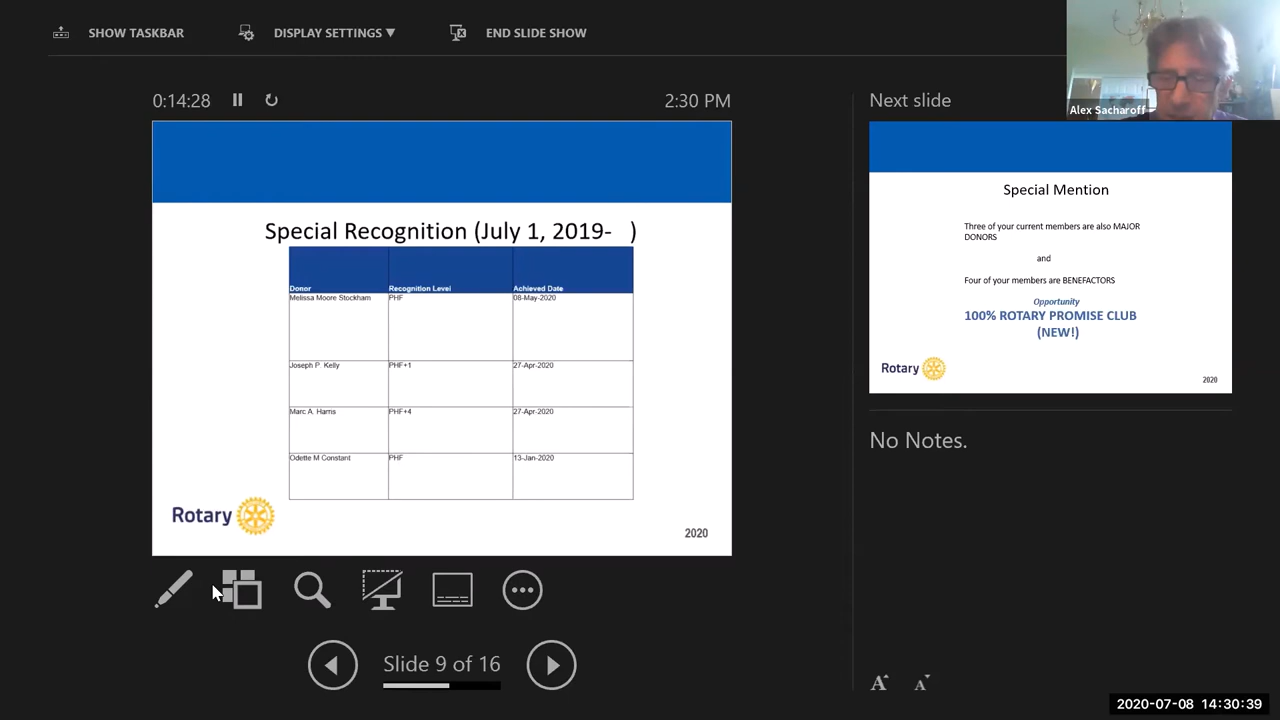 SHOW TASKBAR DISPLAY SETTINGS ▼ END SLIDE SHOW
0:14:28 2:30 PM
Special Recognition (July 1, 2019- )
Donor Recognition Level Achieved Date
Melissa Moore Stockham PHF 08-May-2020
Joseph P. Kelly PHF+1 27-Apr-2020
Marc A. Harris PHF+4 27-Apr-2020
Odette M Constant PHF 13-Jan-2020
Rotary
2020
Slide 9 of 16
Next slide
Alex Sacharoff
Special Mention
Three of your current members are also MAJOR
DONORS
and
Four of your members are BENEFACTORS
Opportunity
100% ROTARY PROMISE CLUB
(NEW!)
Rotary
2020
No Notes.
A A
2020-07-08 14:30:39